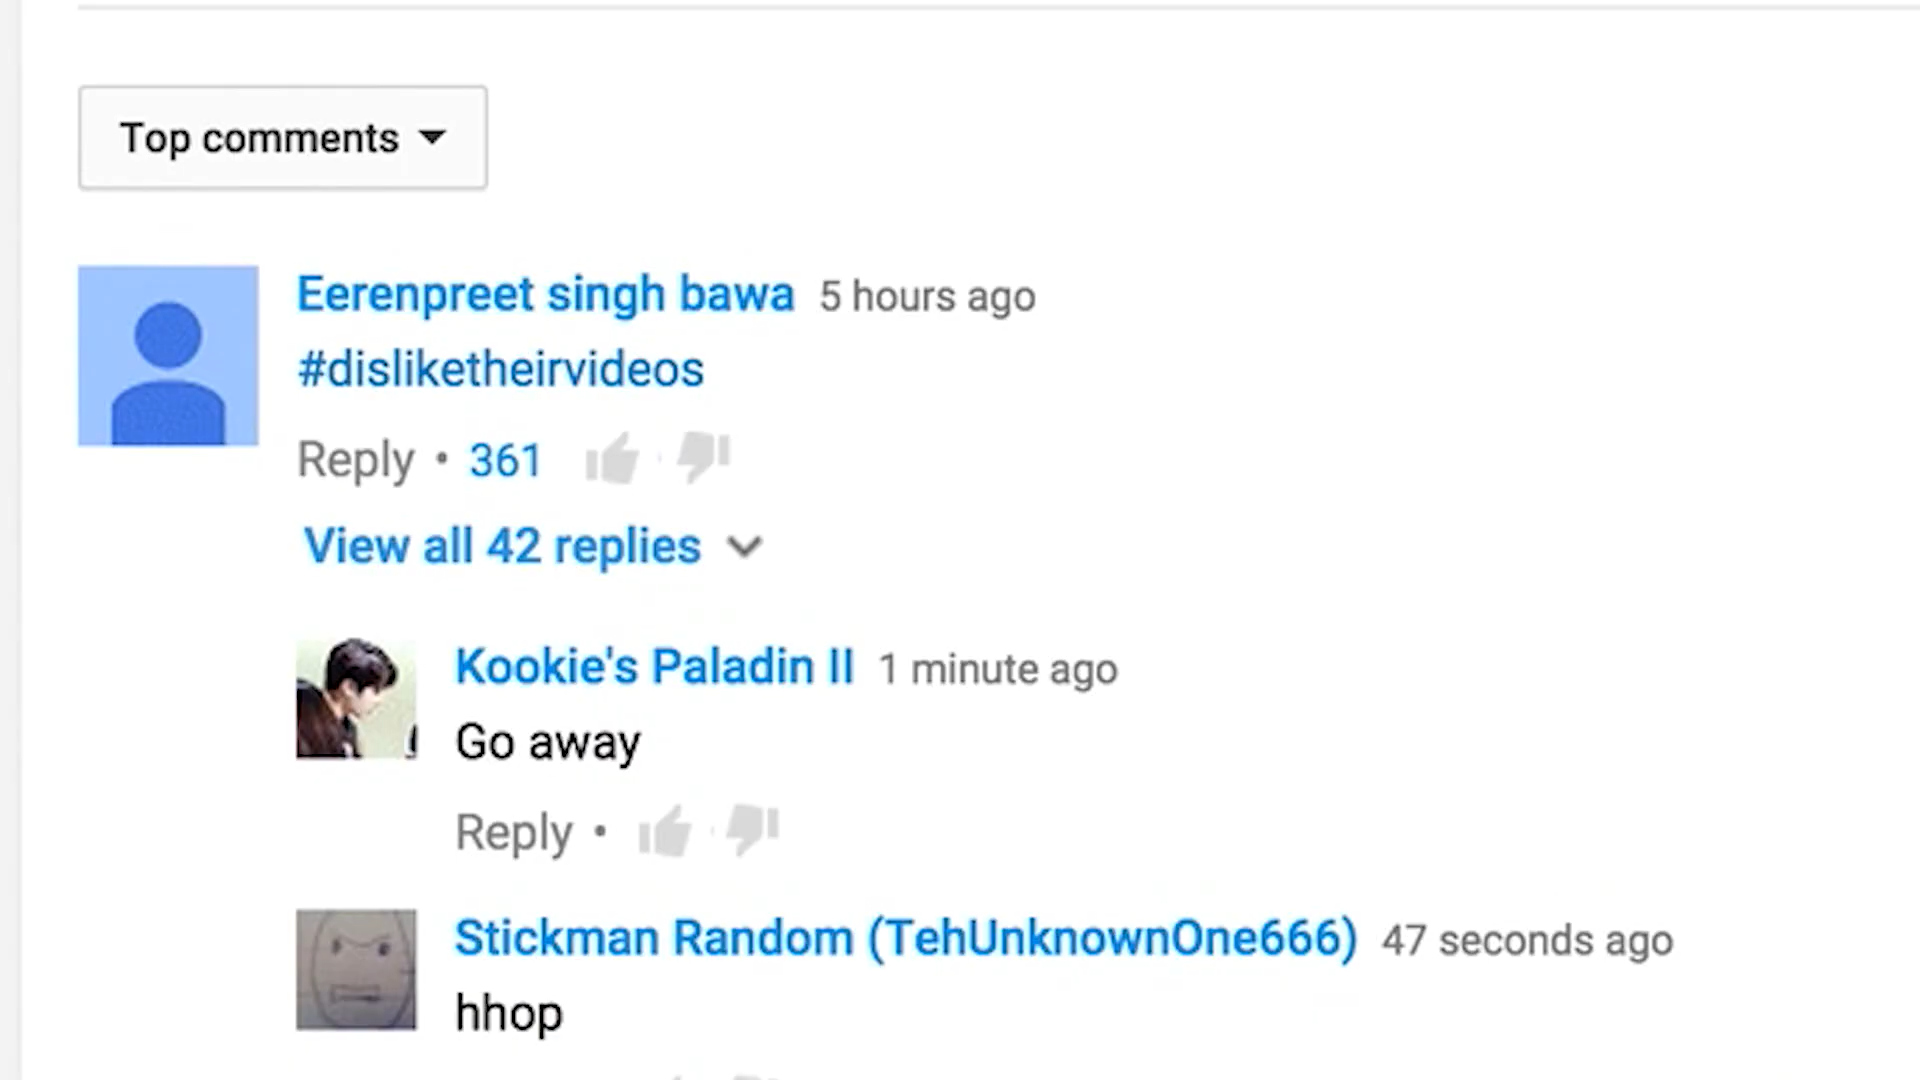 Top comments
Eerenpreet singh bawa 5 hours ago
#disliketheirvideos
Reply • 361
View all 42 replies
Kookie's Paladin II 1 minute ago
Go away
Reply •
Stickman Random (TehUnknownOne666) 47 seconds ago
hhop